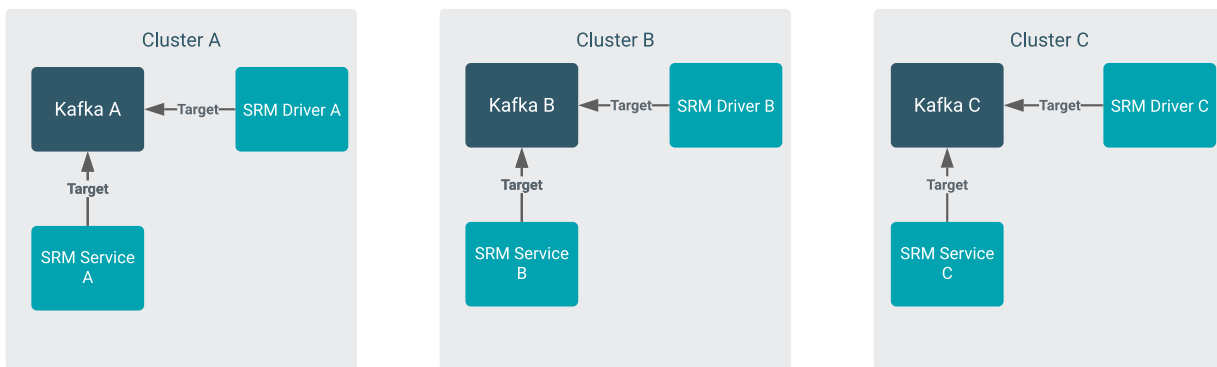 Cluster A
Kafka A
Target
SRM Driver A
Target
SRM Service
A
Cluster B
Kafka B
Target
SRM Driver B
Target
SRM Service
B
Cluster C
Kafka C
Target
SRM Driver C
Target
SRM Service
C